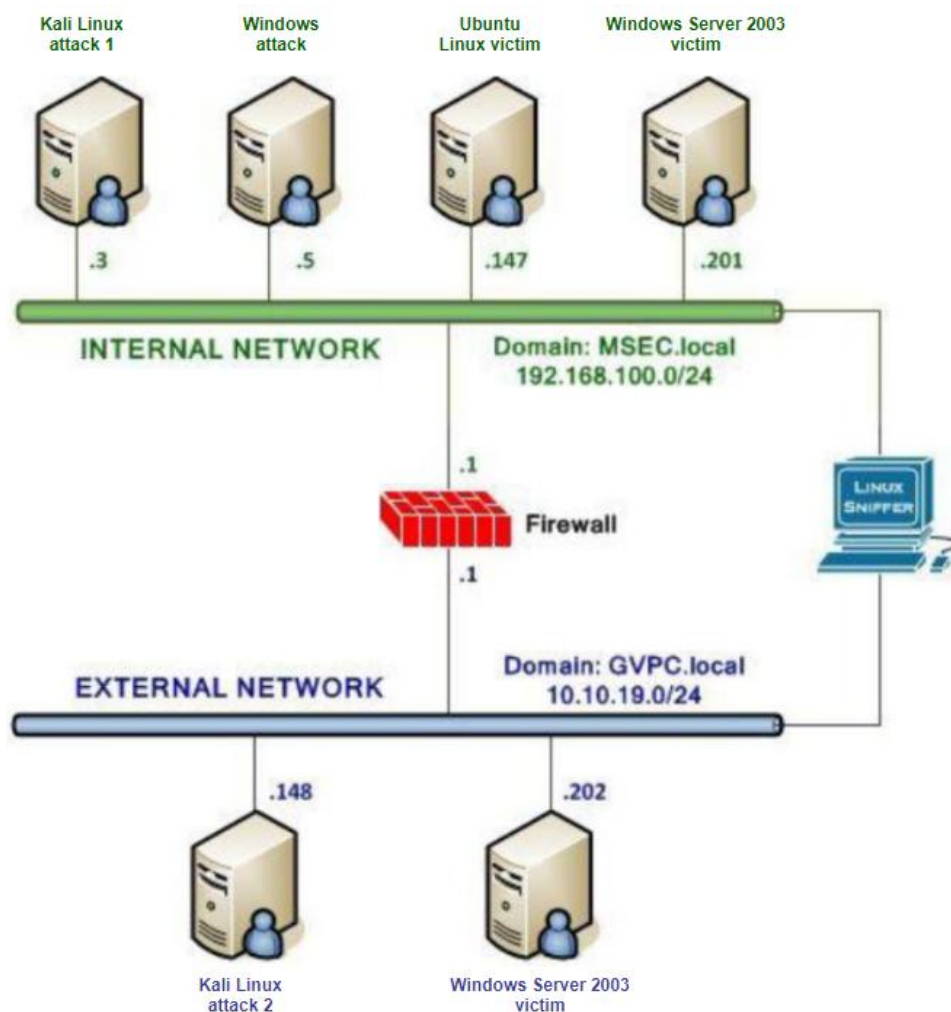 Kali Linux
attack 1
Windows
attack
Ubuntu
Linux victim
Windows Server 2003
victim
.3
.5
.147
.201
INTERNAL NETWORK
Domain: MSEC.local
192.168.100.0/24
.1
Firewall
.1
LINUX
SNIFFER
EXTERNAL NETWORK
Domain: GVPC.local
10.10.19.0/24
.148
.202
Kali Linux
attack 2
Windows Server 2003
victim